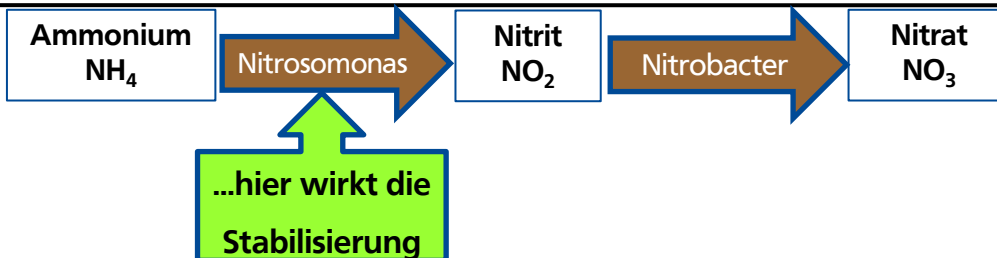 Ammonium
NH₄
Nitrosomonas
Nitrit
NO₂
Nitrobacter
Nitrat
NO₃
...hier wirkt die
Stabilisierung